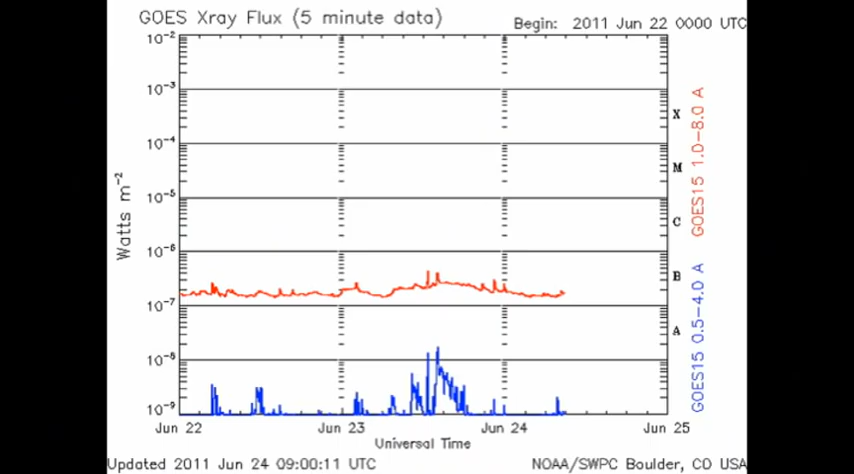 GOES Xray Flux (5 minute data)
Begin: 2011 Jun 22 0000 UTC
10-2
10-3
10-4
10-5
10-6
10-7
10-8
10-9
Watts m-2
X
M
C
B
A
GOES15 1.0-8.0 A
GOES15 0.5-4.0 A
Jun 22
Jun 23
Jun 24
Jun 25
Universal Time
Updated 2011 Jun 24 09:00:11 UTC
NOAA/SWPC Boulder, CO USA